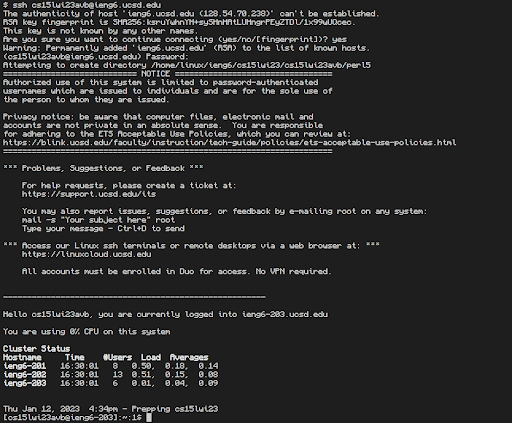 $ ssh cs15lwi23avb@ieng6.ucsd.edu
The authenticity of host 'ieng6.ucsd.edu (128.54.70.238)' can't be established.
RSA key fingerprint is
This key is not known by any other names.
Are you sure you want to continue connecting (yes/no/[fingerprint])? yes
Warning: Permanently added 'ieng6.ucsd.edu' (RSA) to the list of known hosts.
(cs15lwi23avb@ieng6.ucsd.edu) Password:
Attempting to create directory /home/linux/ieng6/cs15lwi23/cs15lwi23avb/perl5
============================ NOTICE =================================
Authorized use of this system is limited to password-authenticated
usernames which are issued to individuals and are for the sole use of
the person to whom they are issued.
Privacy notice: be aware that computer files, electronic mail and
accounts are not private in an absolute sense. You are responsible
for adhering to the ETS Acceptable Use Policies, which you can review at:
https://blink.ucsd.edu/faculty/instruction/tech-guide/policies/ets-acceptable-use-policies.html
=====================================================================
*** Problems, Suggestions, or Feedback ***
For help requests, please create a ticket at:
https://support.ucsd.edu/its
You may also report issues, suggestions, or feedback by e-mailing root on any system:
mail -s "Your subject here" root
Type your message - Ctrl+D to send
*** Access our Linux ssh terminals or remote desktops via a web browser at: ***
https://linuxcloud.ucsd.edu
All accounts must be enrolled in Duo for access. No VPN required.
--------------------------------------------------------
Hello cs15lwi23avb, you are currently logged into ieng6-203.ucsd.edu
You are using 0% CPU on this system
Cluster Status
Hostname Time #Users Load Averages
ieng6-201 16:30:01 8 0.50, 0.18, 0.14
ieng6-202 16:30:01 13 0.51, 0.15, 0.08
ieng6-203 16:30:01 6 0.01, 0.04, 0.09
Thu Jan 12, 2023 4:34pm - Prepping cs15lwi23
[cs15lwi23avb@ieng6-203]:~:1$